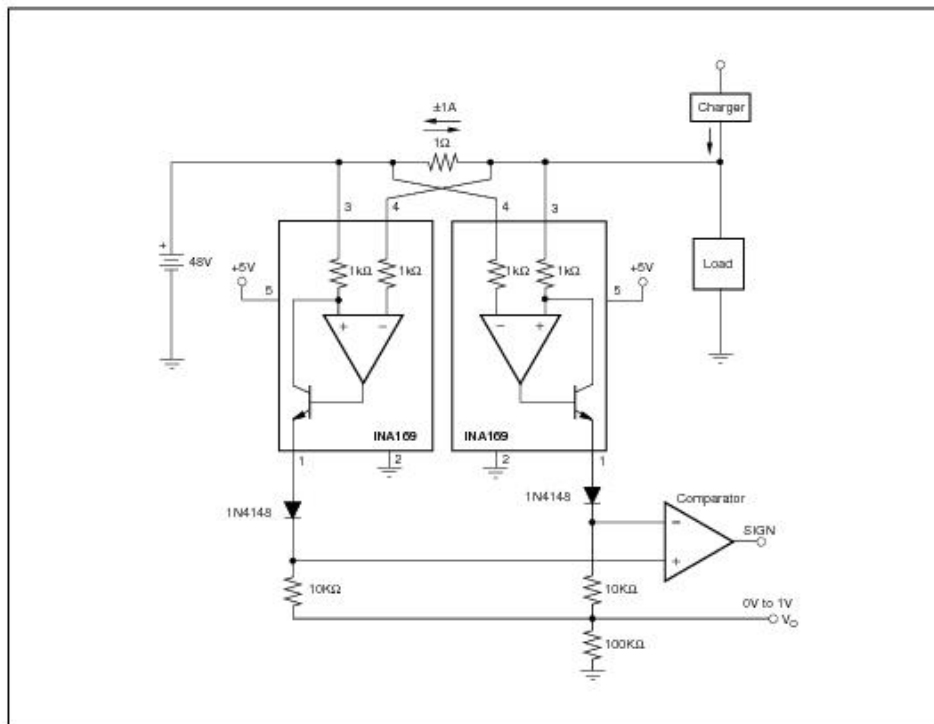 Charger
±1A
1Ω
3
4
4
3
+
48V
+5V
5
1kΩ
1kΩ
1kΩ
1kΩ
5
+5V
Load
+
−
−
+
INA169
INA169
1
2
2
1
1N4148
1N4148
Comparator
−
SIGN
+
10KΩ
10KΩ
0V to 1V
VO
100KΩ